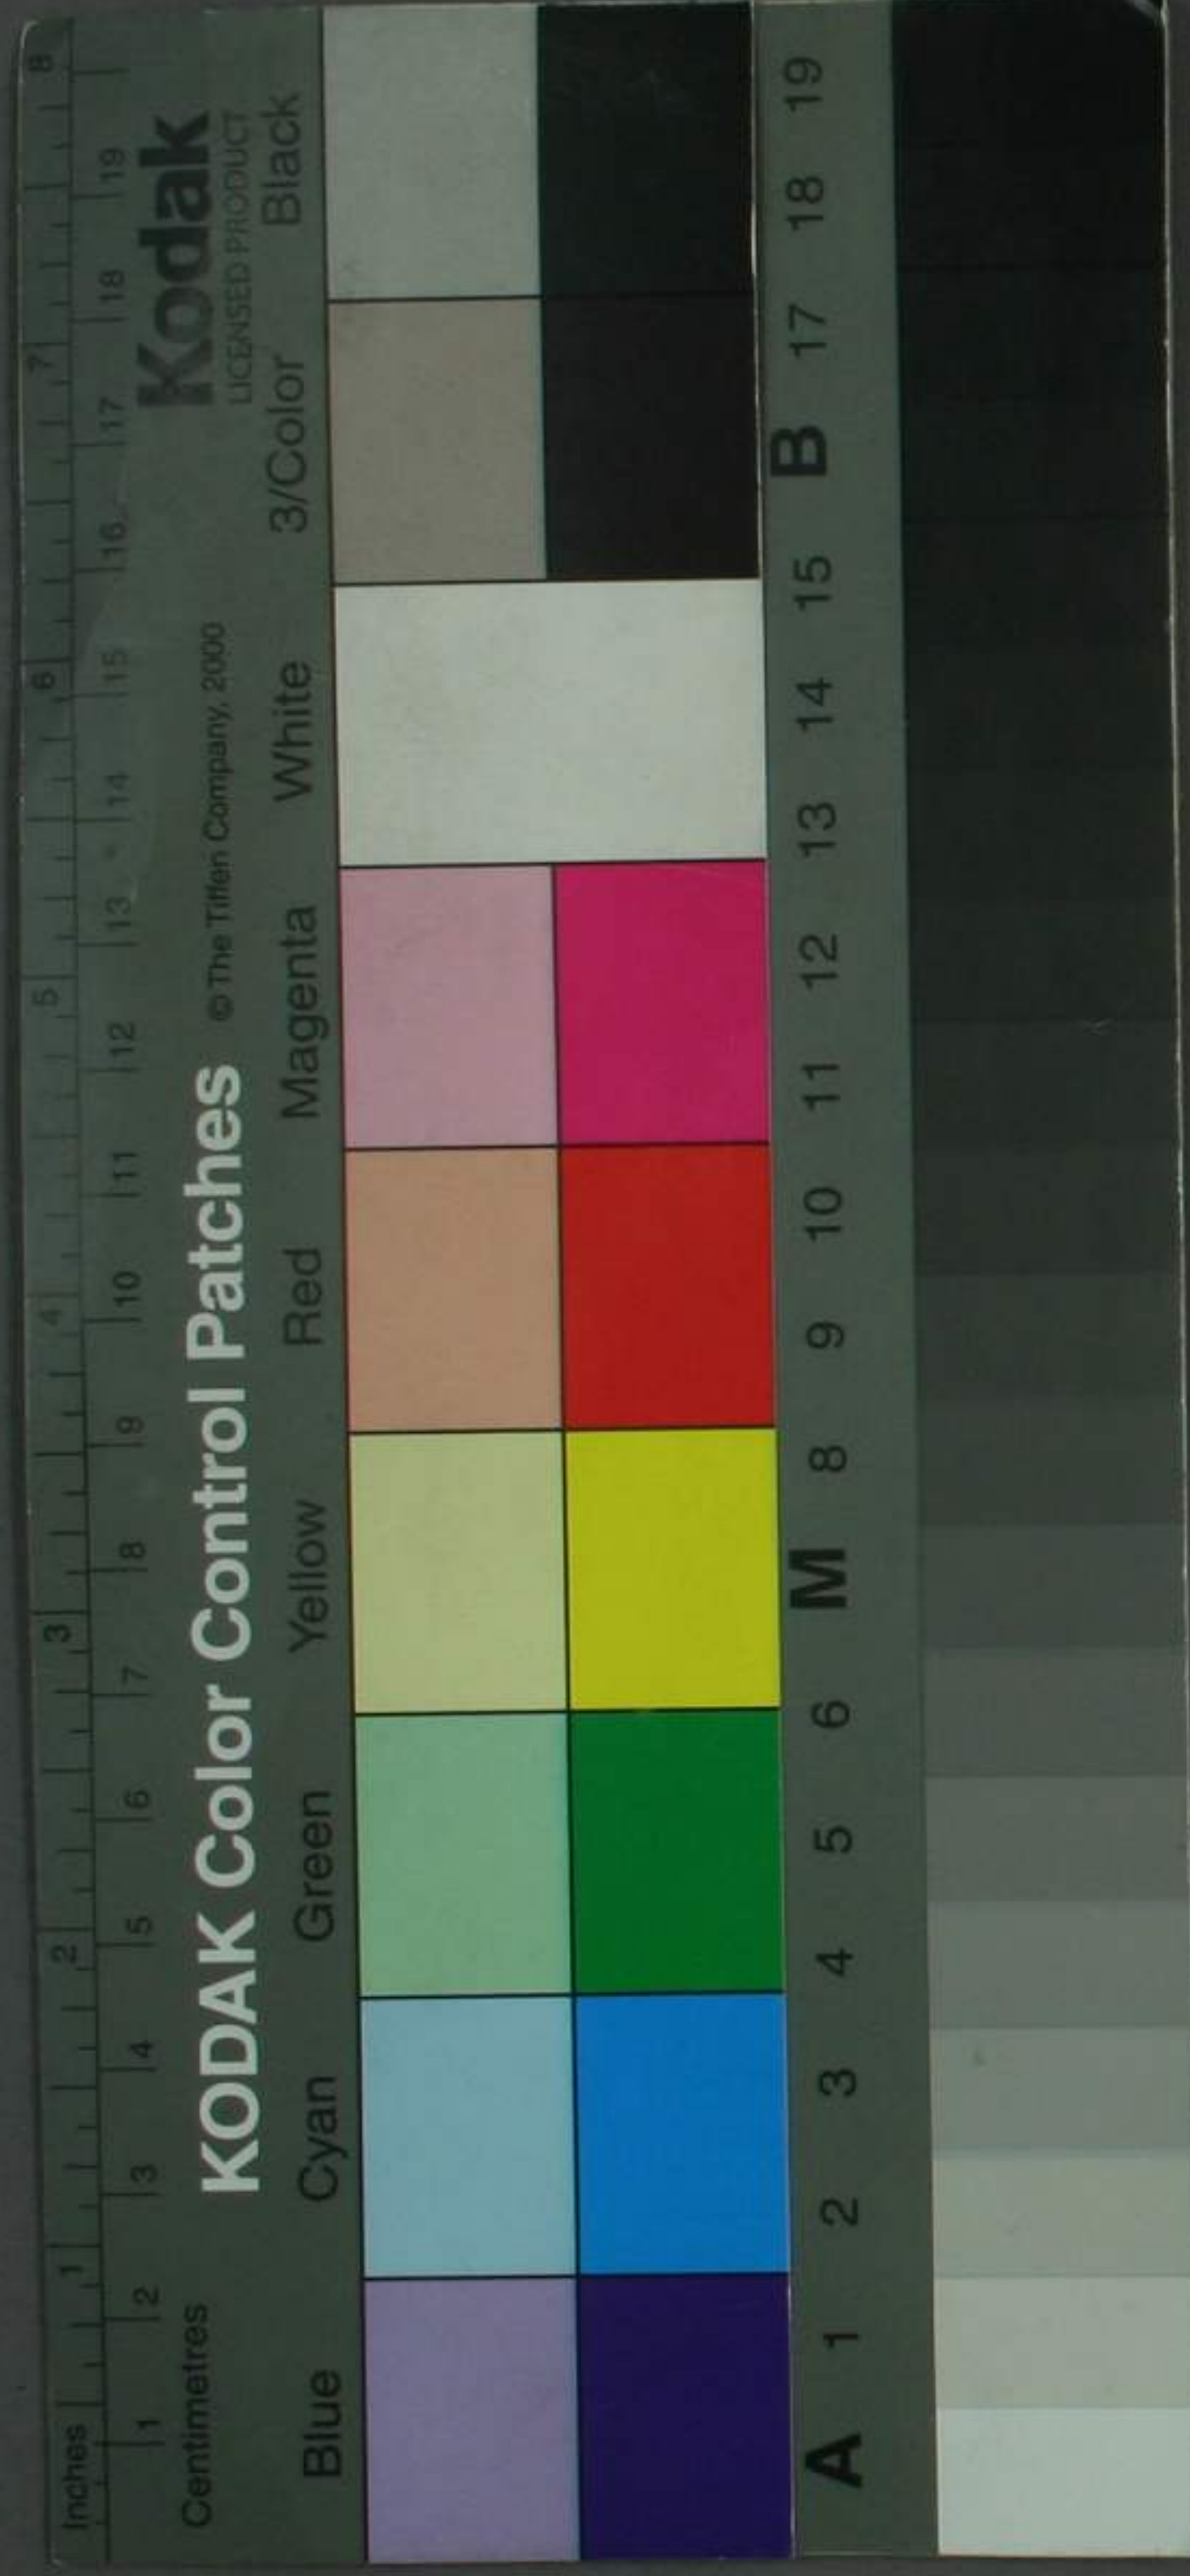 Inches 1 2 3 4 5 6 7 8
1 2 3 4 5 6 7 8 9 10 11 12 13 14 15 16 17 18 19
Centimetres
KODAK Color Control Patches © The Tiffen Company, 2000
Kodak
LICENSED PRODUCT
Blue Cyan Green Yellow Red Magenta White 3/Color Black
A 1 2 3 4 5 6 M 8 9 10 11 12 13 14 15 B 17 18 19